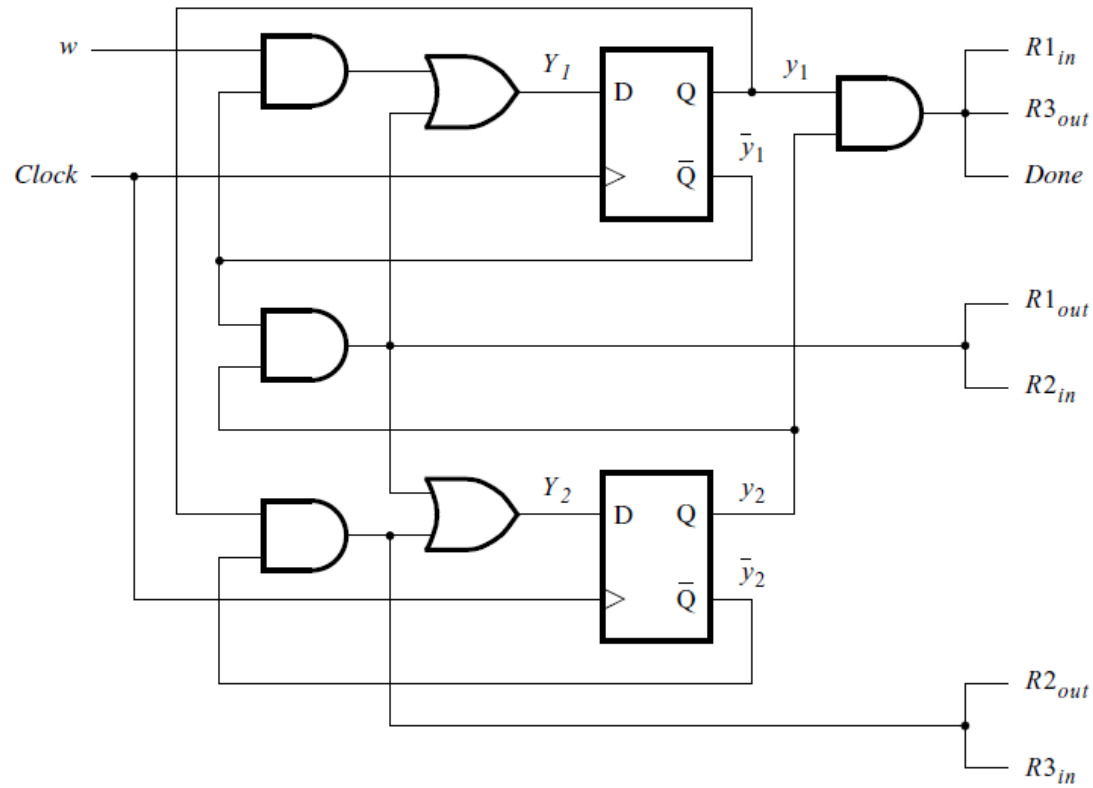 w
Clock
Y₁
D Q
Q̄
y₁
ȳ₁
R1ᵢₙ
R3ₒᵤₜ
Done
R1ₒᵤₜ
R2ᵢₙ
Y₂
D Q
Q̄
y₂
ȳ₂
R2ₒᵤₜ
R3ᵢₙ